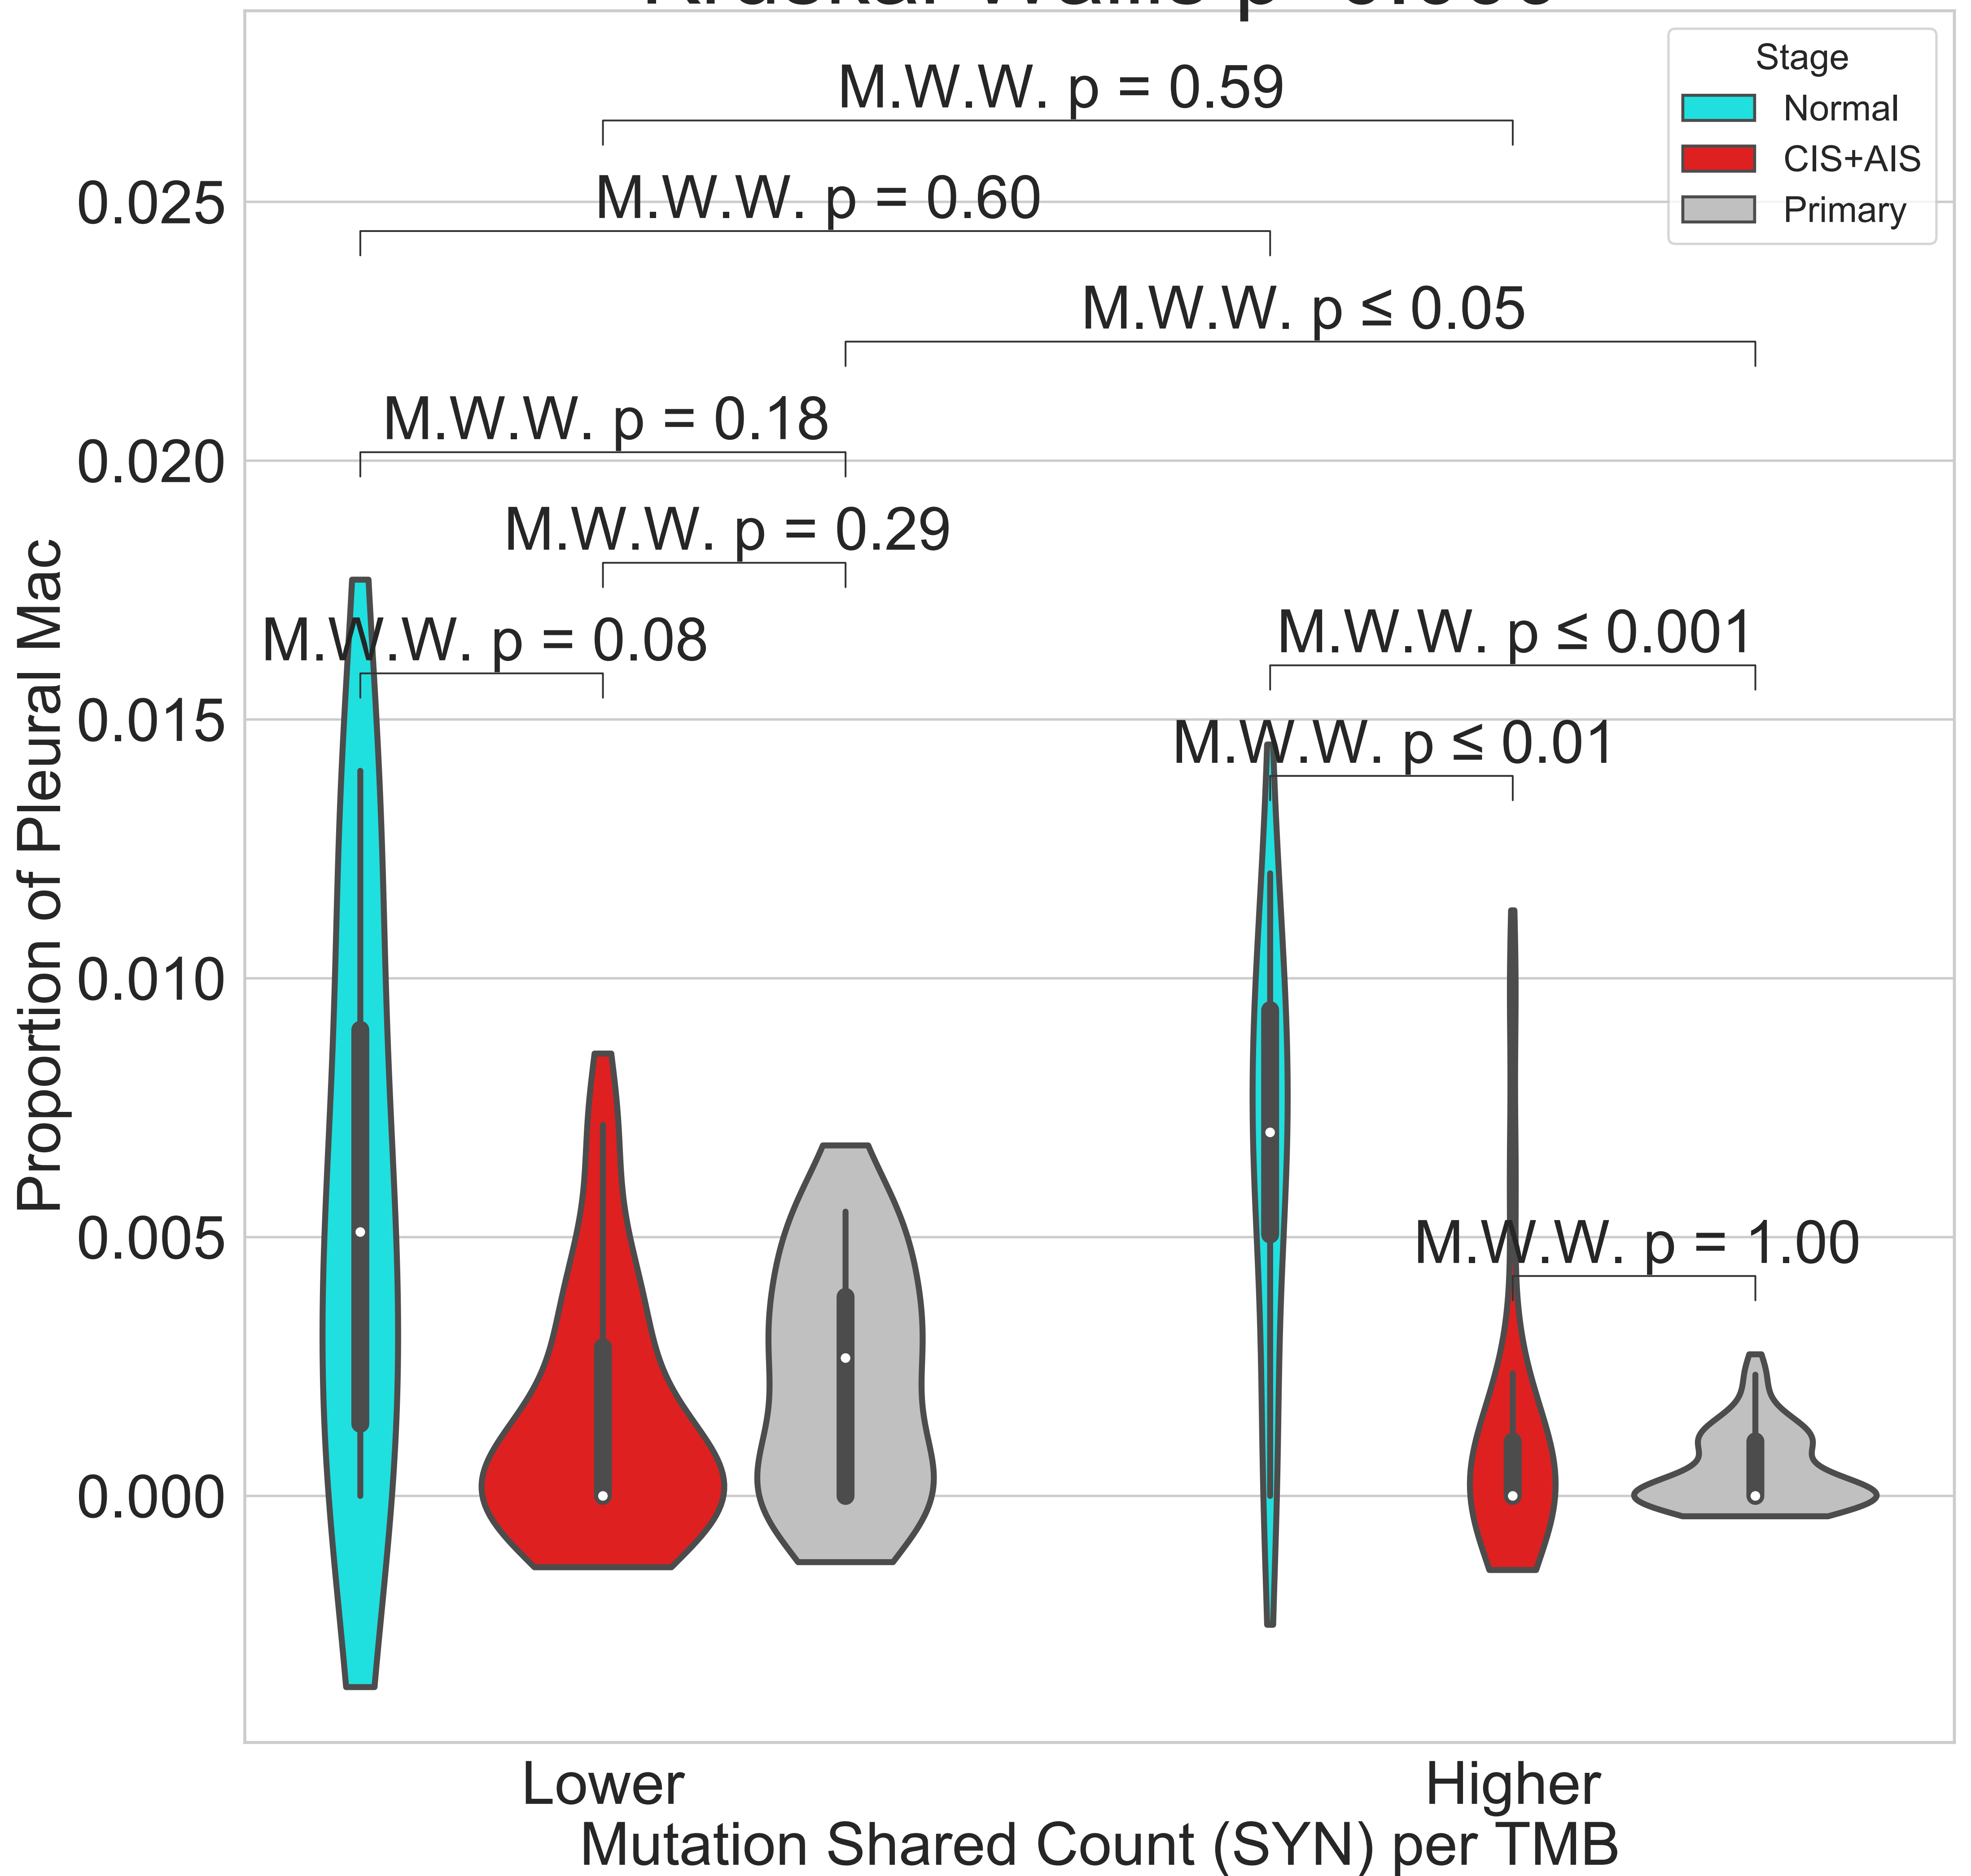 Stage
Normal
CIS+AIS
Primary
M.W.W. p = 0.59
M.W.W. p = 0.60
M.W.W. p ≤ 0.05
M.W.W. p = 0.18
M.W.W. p = 0.29
M.W.W. p = 0.08
M.W.W. p ≤ 0.001
M.W.W. p ≤ 0.01
M.W.W. p = 1.00
0.025
0.020
0.015
0.010
0.005
0.000
Proportion of Pleural Mac
Lower
Higher
Mutation Shared Count (SYN) per TMB